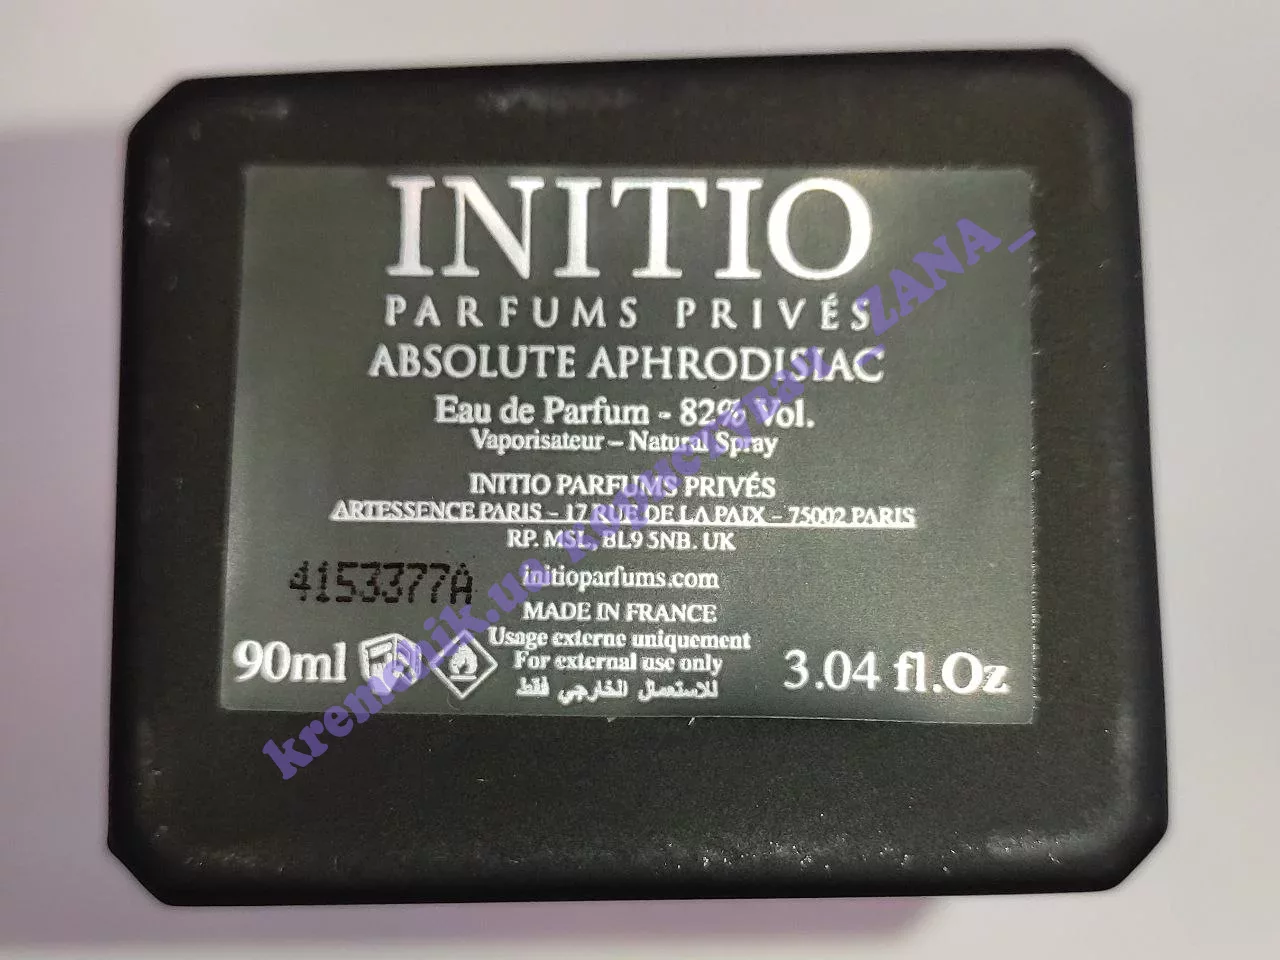 INITIO
PARFUMS PRIVÉS
ABSOLUTE APHRODISIAC
Eau de Parfum - 82% Vol.
Vaporisateur – Natural Spray
INITIO PARFUMS PRIVÉS
ARTESSENCE PARIS – 17 RUE DE LA PAIX – 75002 PARIS
RP. MSL, BL9 5NB. UK
initioparfums.com
4153377A
MADE IN FRANCE
Usage externe uniquement
For external use only
للاستعمال الخارجي فقط
90ml
3.04 fl.Oz
_ZANA_